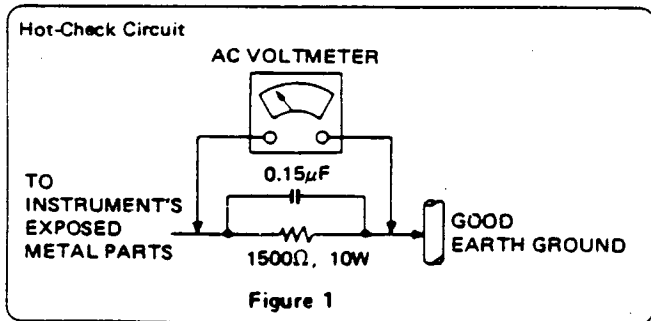 Hot-Check Circuit
AC VOLTMETER
0.15μF
TO
INSTRUMENT'S
EXPOSED
METAL PARTS
GOOD
EARTH GROUND
1500Ω, 10W
Figure 1